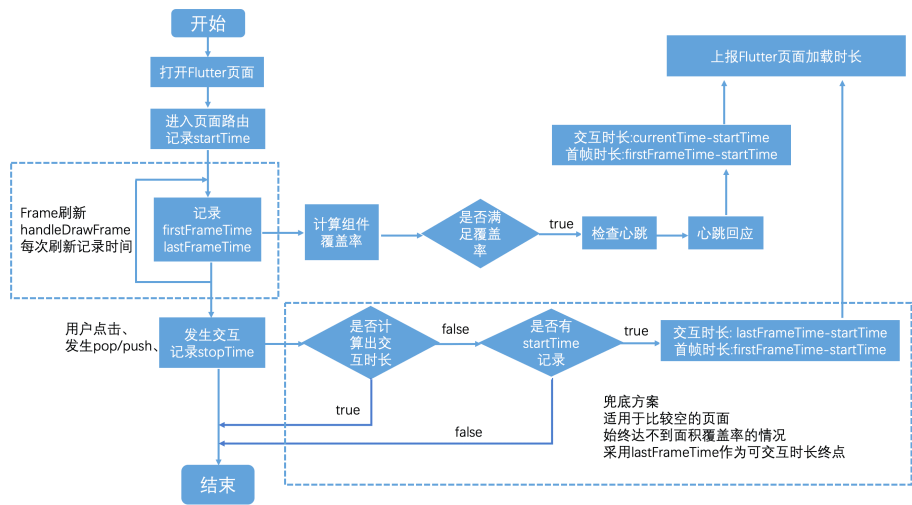 开始
打开Flutter页面
进入页面路由
记录startTime
Frame刷新
handleDrawFrame
每次刷新记录时间
记录
firstFrameTime
lastFrameTime
计算组件
覆盖率
是否满
足覆盖
率
true
检查心跳
心跳回应
交互时长:currentTime-startTime
首帧时长:firstFrameTime-startTime
上报Flutter页面加载时长
用户点击、
发生pop/push、
发生交互
记录stopTime
是否计
算出交
互时长
false
是否有
startTime
记录
true
交互时长: lastFrameTime-startTime
首帧时长:firstFrameTime-startTime
true
false
兜底方案
适用于比较空的页面
始终达不到面积覆盖率的情况
采用lastFrameTime作为可交互时长终点
结束